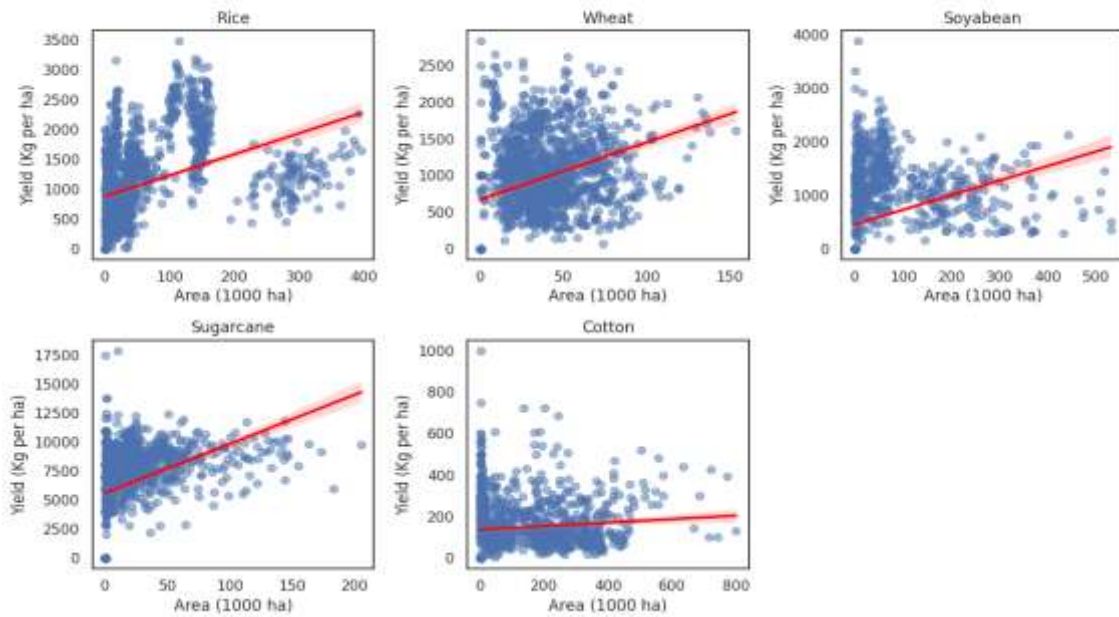 Rice
Wheat
Soyabean
Yield (Kg per ha)
3500
3000
2500
2000
1500
1000
500
0
0 100 200 300 400
Area (1000 ha)
Yield (Kg per ha)
2500
2000
1500
1000
500
0
0 50 100 150
Area (1000 ha)
Yield (Kg per ha)
4000
3000
2000
1000
0
0 100 200 300 400 500
Area (1000 ha)
Sugarcane
Cotton
Yield (Kg per ha)
17500
15000
12500
10000
7500
5000
2500
0
0 50 100 150 200
Area (1000 ha)
Yield (Kg per ha)
1000
800
600
400
200
0
0 200 400 600 800
Area (1000 ha)